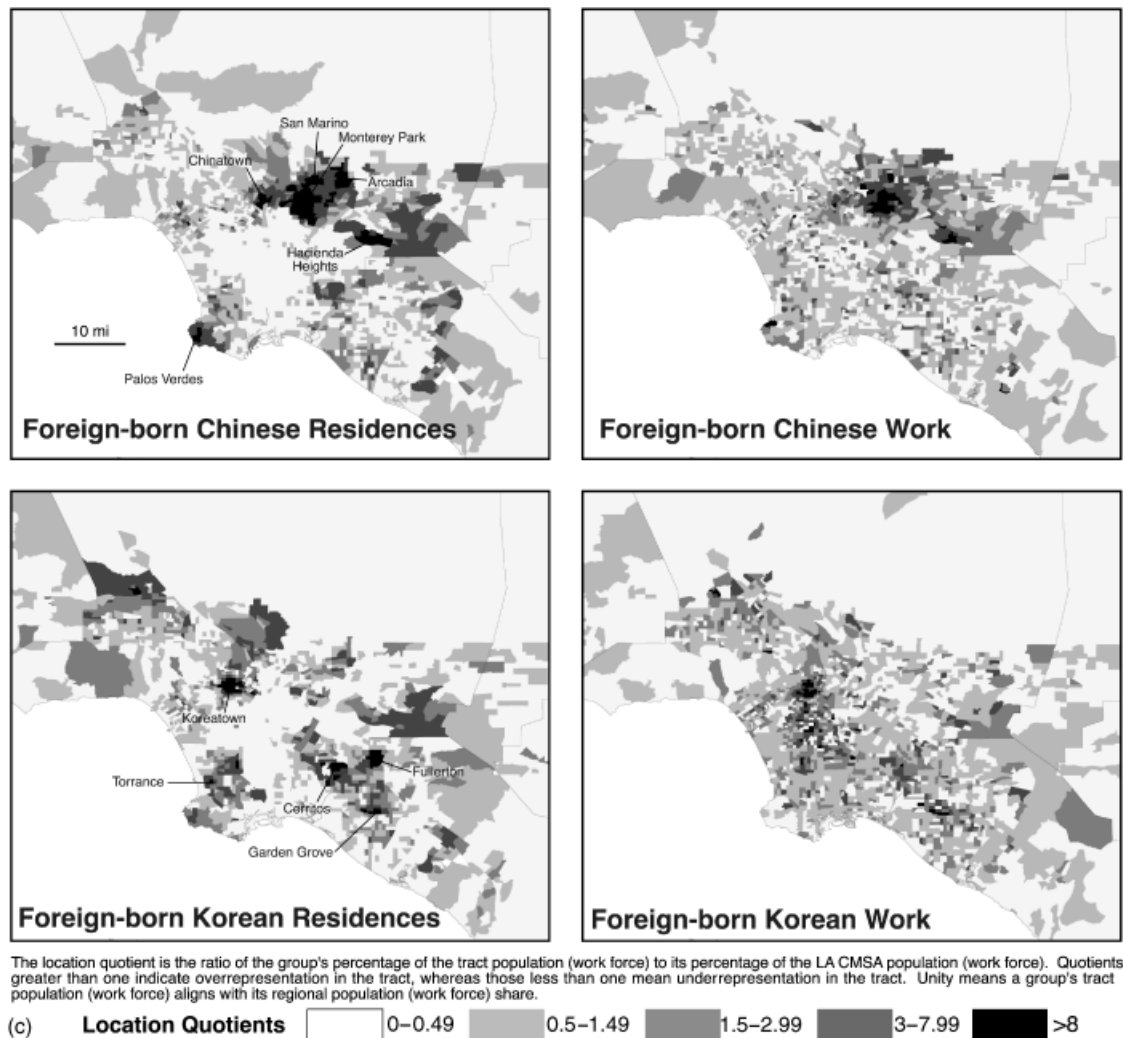 San Marino
Monterey Park
Chinatown
Arcadia
Hacienda
Heights
10 mi
Palos Verdes
Foreign-born Chinese Residences
Foreign-born Chinese Work
Koreatown
Torrance
Fullerton
Cerritos
Garden Grove
Foreign-born Korean Residences
Foreign-born Korean Work
The location quotient is the ratio of the group's percentage of the tract population (work force) to its percentage of the LA CMSA population (work force). Quotients
greater than one indicate overrepresentation in the tract, whereas those less than one mean underrepresentation in the tract. Unity means a group's tract
population (work force) aligns with its regional population (work force) share.
(c) Location Quotients 0–0.49 0.5–1.49 1.5–2.99 3–7.99 >8